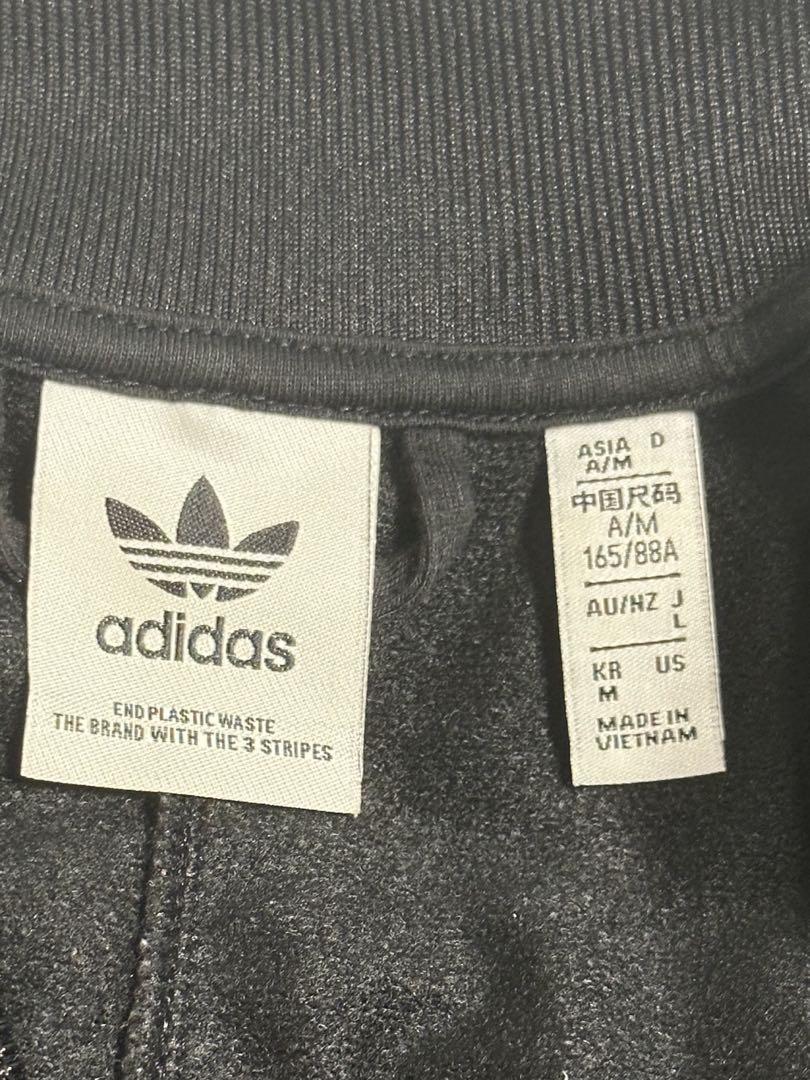 adidas
END PLASTIC WASTE
THE BRAND WITH THE 3 STRIPES
ASIA D
A/M
中国尺码
A/M
165/88A
AU/NZ J
L
KR US
M
MADE IN
VIETNAM